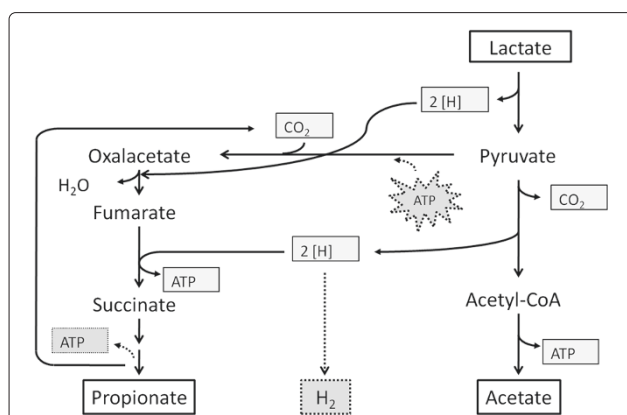 Lactate
2 [H]
CO₂
Oxalacetate
Pyruvate
H₂O
ATP
CO₂
Fumarate
2 [H]
ATP
Succinate
Acetyl-CoA
ATP
ATP
Propionate
H₂
Acetate